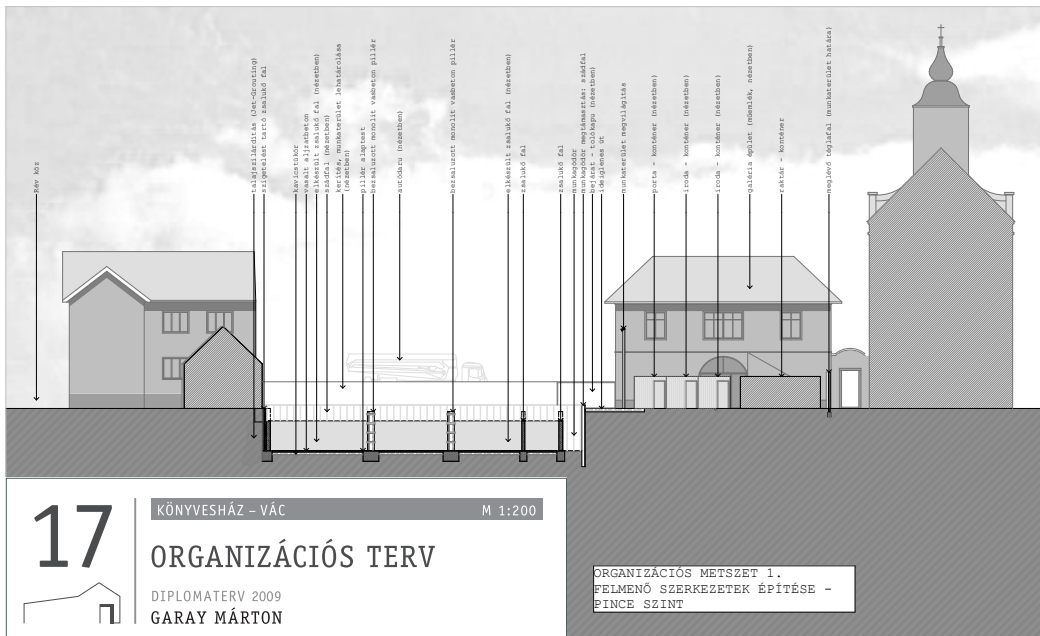 Rév köz
talajszilárdítás (Jet-Grouting)
szigetelést tartó zsalukő fal
kavicstükör
vasalt aljzatbeton
elkészült zsalukő fal (nézetben)
szádfal (nézetben)
kerítés, munkaterület lehatárolása
(nézetben)
pillér alaptest
bezsaluzott monolit vasbeton pillér
autódaru (nézetben)
bezsaluzott monolit vasbeton pillér
elkészült zsalukő fal (nézetben)
zsalukő fal
zsalukő fal
munkagödör
munkagödör megtámasztás: szádfal
bejárat - tolókapu (nézetben)
ideiglenes út
munkaterület megvilágítás
porta - konténer (nézetben)
iroda - konténer (nézetben)
iroda - konténer (nézetben)
galéria épület (műemlék, nézetben)
raktár - konténer
meglévő téglafal (munkaterület határa)
17
KÖNYVESHÁZ – VÁC M 1:200
ORGANIZÁCIÓS TERV
DIPLOMATERV 2009
GARAY MÁRTON
ORGANIZÁCIÓS METSZET 1.
FELMENŐ SZERKEZETEK ÉPÍTÉSE -
PINCE SZINT